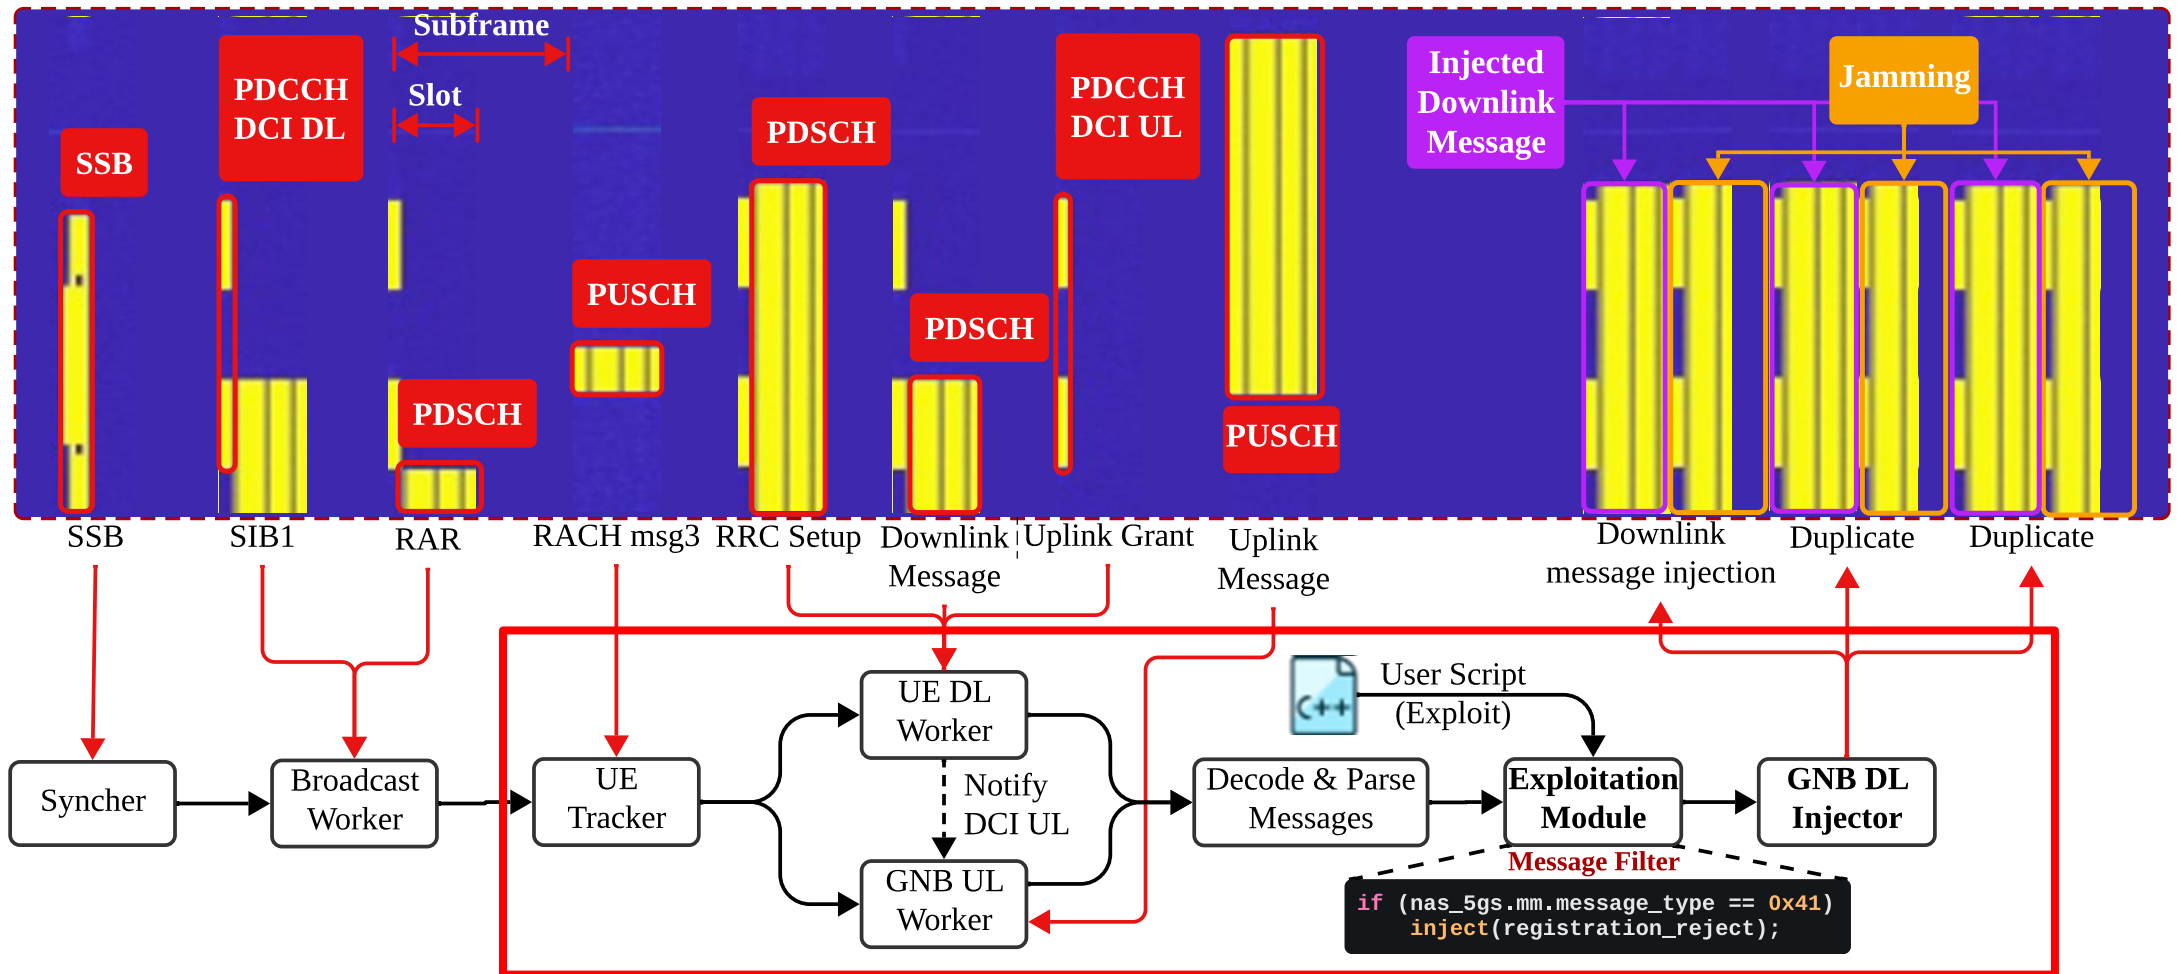 Subframe
Slot
SSB
PDCCH
DCI DL
PDSCH
PUSCH
PDSCH
PDSCH
PDCCH
DCI UL
PUSCH
Injected
Downlink
Message
Jamming
SSB
SIB1
RAR
RACH msg3
RRC Setup
Downlink
Message
Uplink Grant
Uplink
Message
Downlink
message injection
Duplicate
Duplicate
Syncher
Broadcast
Worker
UE
Tracker
UE DL
Worker
Notify
DCI UL
GNB UL
Worker
Decode & Parse
Messages
C++
User Script
(Exploit)
Exploitation
Module
GNB DL
Injector
Message Filter
if (nas_5gs.mm.message_type == 0x41)
inject(registration_reject);